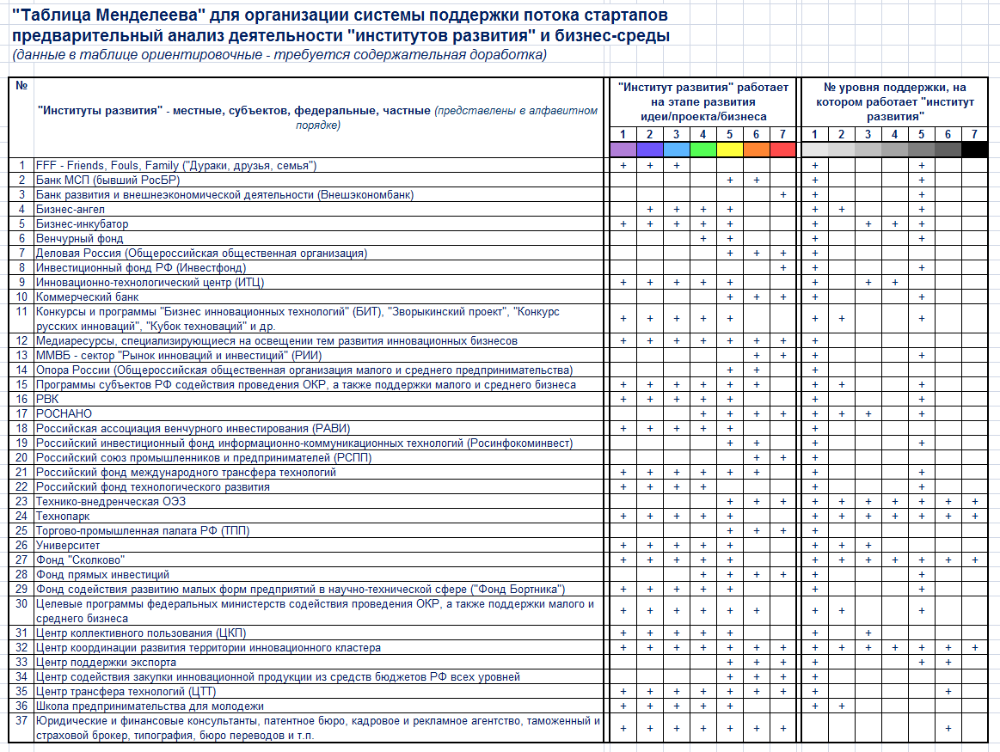 "Таблица Менделеева" для организации системы поддержки потока стартапов
предварительный анализ деятельности "институтов развития" и бизнес-среды
(данные в таблице ориентировочные - требуется содержательная доработка)
№
"Институты развития" - местные, субъектов, федеральные, частные (представлены в алфавитном
порядке)
"Институт развития" работает
на этапе развития
идеи/проекта/бизнеса
№ уровня поддержки, на
котором работает "институт
развития"
1 2 3 4 5 6 7 1 2 3 4 5 6 7
1 FFF - Friends, Fouls, Family ("Дураки, друзья, семья") + + + + +
2 Банк МСП (бывший РосБР) + + + +
3 Банк развития и внешнеэкономической деятельности (Внешэкономбанк) + + +
4 Бизнес-ангел + + + + + + +
5 Бизнес-инкубатор + + + + + + + + +
6 Венчурный фонд + + + +
7 Деловая Россия (Общероссийская общественная организация) + + + +
8 Инвестиционный фонд РФ (Инвестфонд) + + +
9 Инновационно-технологический центр (ИТЦ) + + + + + + + +
10 Коммерческий банк + + + + +
11 Конкурсы и программы "Бизнес инновационных технологий" (БИТ), "Зворыкинский проект", "Конкурс
русских инноваций", "Кубок техноваций" и др. + + + + + + + +
12 Медиаресурсы, специализирующиеся на освещении тем развития инновационных бизнесов + + + + + + + +
13 ММВБ - сектор "Рынок инноваций и инвестиций" (РИИ) + + + +
14 Опора России (Общероссийская общественная организация малого и среднего предпринимательства) + + +
15 Программы субъектов РФ содействия проведения ОКР, а также поддержки малого и среднего бизнеса + + + + + + + + +
16 РВК + + + + + + +
17 РОСНАНО + + + + + + + +
18 Российская ассоциация венчурного инвестирования (РАВИ) + + + + + +
19 Российский инвестиционный фонд информационно-коммуникационных технологий (Росинфокоминвест) + + + +
20 Российский союз промышленников и предпринимателей (РСПП) + + +
21 Российский фонд международного трансфера технологий + + + + + + + +
22 Российский фонд технологического развития + + + + + +
23 Технико-внедренческая ОЭЗ + + + + + + + + + +
24 Технопарк + + + + + + + + + + + +
25 Торгово-промышленная палата РФ (ТПП) + + + +
26 Университет + + + + + + + +
27 Фонд "Сколково" + + + + + + + + + + + +
28 Фонд прямых инвестиций + + + + + +
29 Фонд содействия развитию малых форм предприятий в научно-технической сфере ("Фонд Бортника") + + + + + + +
30 Целевые программы федеральных министерств содействия проведения ОКР, а также поддержки малого и
среднего бизнеса + + + + + + + + +
31 Центр коллективного пользования (ЦКП) + + + + + + +
32 Центр координации развития территории инновационного кластера + + + + + + + + + + + + + +
33 Центр поддержки экспорта + + + + + +
34 Центр содействия закупки инновационной продукции из средств бюджетов РФ всех уровней + + + +
35 Центр трансфера технологий (ЦТТ) + + + + + + + + +
36 Школа предпринимательства для молодежи + + + + + + +
37 Юридические и финансовые консультанты, патентное бюро, кадровое и рекламное агентство, таможенный и
страховой брокер, типография, бюро переводов и т.п. + + + + + + + +